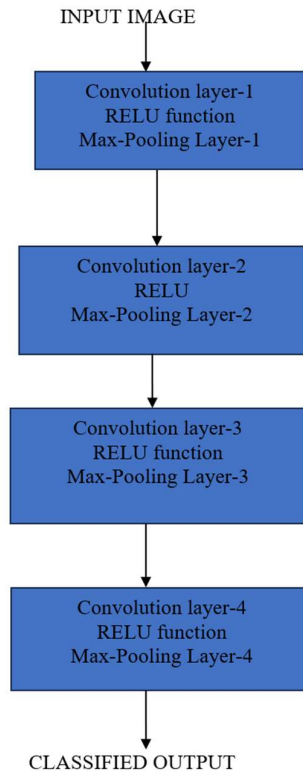 INPUT IMAGE
Convolution layer-1
RELU function
Max-Pooling Layer-1
Convolution layer-2
RELU
Max-Pooling Layer-2
Convolution layer-3
RELU function
Max-Pooling Layer-3
Convolution layer-4
RELU function
Max-Pooling Layer-4
CLASSIFIED OUTPUT